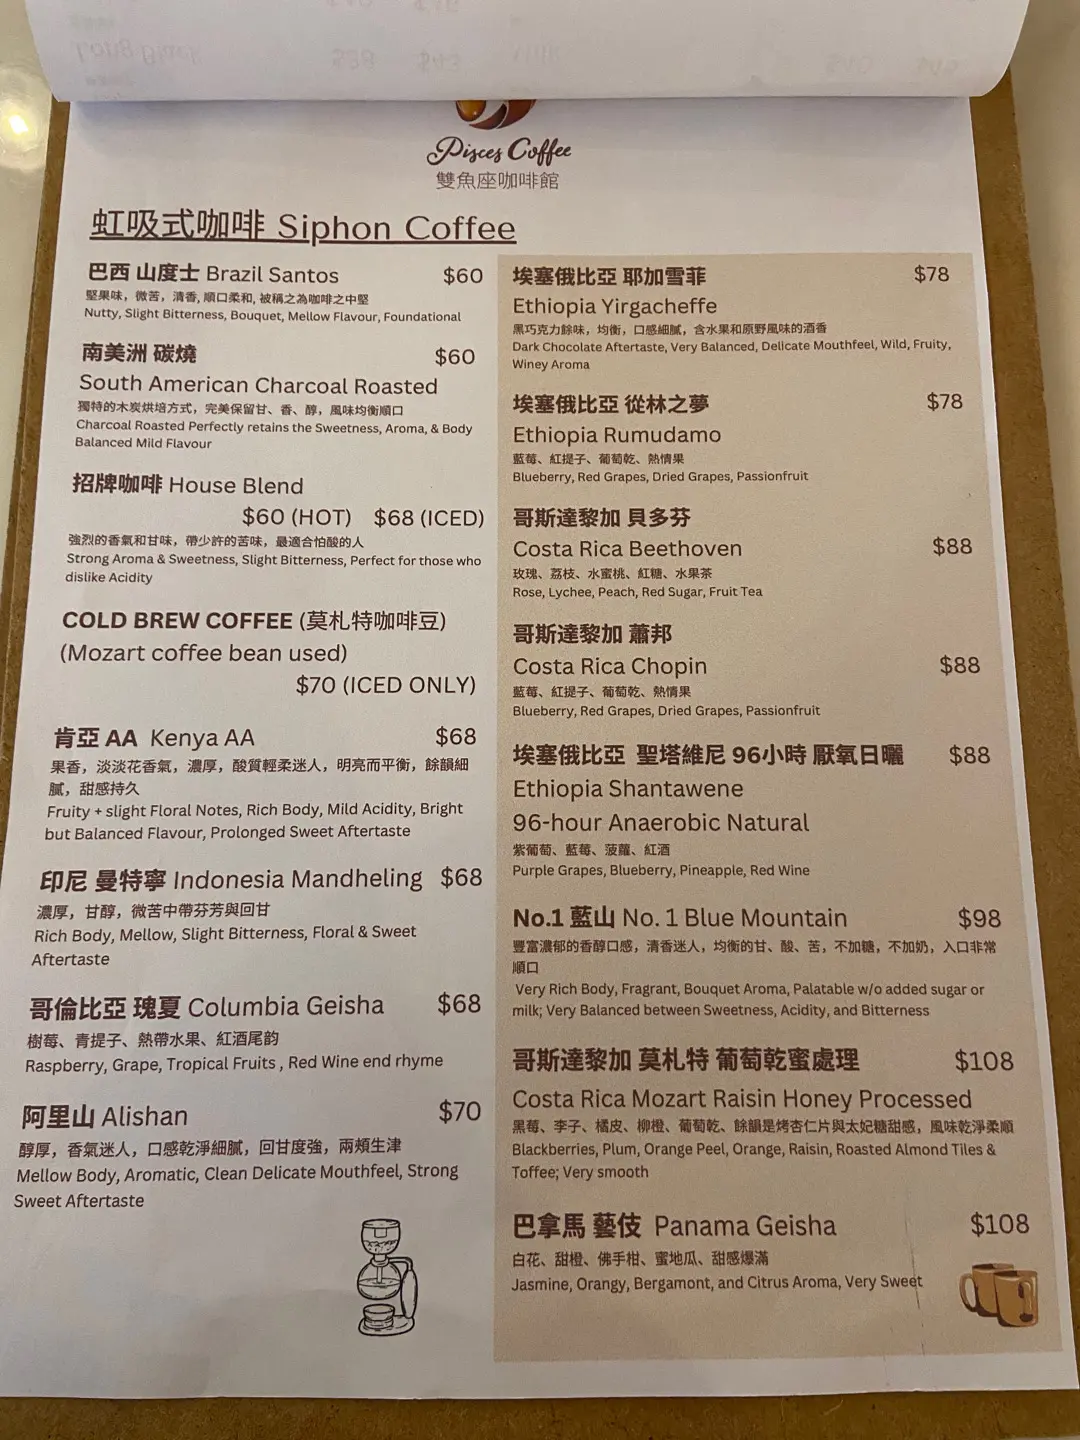 Long Black $38 $43
Pisces Coffee
雙魚座咖啡館
虹吸式咖啡 Siphon Coffee
巴西 山度士 Brazil Santos $60
堅果味，微苦，清香, 順口柔和, 被稱之為咖啡之中堅
Nutty, Slight Bitterness, Bouquet, Mellow Flavour, Foundational
南美洲 碳燒 $60
South American Charcoal Roasted
獨特的木炭烘培方式，完美保留甘、香、醇，風味均衡順口
Charcoal Roasted Perfectly retains the Sweetness, Aroma, & Body
Balanced Mild Flavour
招牌咖啡 House Blend
$60 (HOT) $68 (ICED)
強烈的香氣和甘味，帶少許的苦味，最適合怕酸的人
Strong Aroma & Sweetness, Slight Bitterness, Perfect for those who
dislike Acidity
COLD BREW COFFEE (莫札特咖啡豆)
(Mozart coffee bean used)
$70 (ICED ONLY)
肯亞 AA Kenya AA $68
果香，淡淡花香氣，濃厚，酸質輕柔迷人，明亮而平衡，餘韻細
膩，甜感持久
Fruity + slight Floral Notes, Rich Body, Mild Acidity, Bright
but Balanced Flavour, Prolonged Sweet Aftertaste
印尼 曼特寧 Indonesia Mandheling $68
濃厚，甘醇，微苦中帶芬芳與回甘
Rich Body, Mellow, Slight Bitterness, Floral & Sweet
Aftertaste
哥倫比亞 瑰夏 Columbia Geisha $68
樹莓、青提子、熱帶水果、紅酒尾韵
Raspberry, Grape, Tropical Fruits , Red Wine end rhyme
阿里山 Alishan $70
醇厚，香氣迷人，口感乾淨細膩，回甘度強，兩頰生津
Mellow Body, Aromatic, Clean Delicate Mouthfeel, Strong
Sweet Aftertaste
埃塞俄比亞 耶加雪菲 $78
Ethiopia Yirgacheffe
黑巧克力餘味，均衡，口感細膩，含水果和原野風味的酒香
Dark Chocolate Aftertaste, Very Balanced, Delicate Mouthfeel, Wild, Fruity,
Winey Aroma
埃塞俄比亞 從林之夢 $78
Ethiopia Rumudamo
藍莓、紅提子、葡萄乾、熱情果
Blueberry, Red Grapes, Dried Grapes, Passionfruit
哥斯達黎加 貝多芬
Costa Rica Beethoven $88
玫瑰、荔枝、水蜜桃、紅糖、水果茶
Rose, Lychee, Peach, Red Sugar, Fruit Tea
哥斯達黎加 蕭邦
Costa Rica Chopin $88
藍莓、紅提子、葡萄乾、熱情果
Blueberry, Red Grapes, Dried Grapes, Passionfruit
埃塞俄比亞 聖塔維尼 96小時 厭氧日曬 $88
Ethiopia Shantawene
96-hour Anaerobic Natural
紫葡萄、藍莓、菠蘿、紅酒
Purple Grapes, Blueberry, Pineapple, Red Wine
No.1 藍山 No. 1 Blue Mountain $98
豐富濃郁的香醇口感，清香迷人，均衡的甘、酸、苦，不加糖，不加奶，入口非常
順口
Very Rich Body, Fragrant, Bouquet Aroma, Palatable w/o added sugar or
milk; Very Balanced between Sweetness, Acidity, and Bitterness
哥斯達黎加 莫札特 葡萄乾蜜處理 $108
Costa Rica Mozart Raisin Honey Processed
黑莓、李子、橘皮、柳橙、葡萄乾、餘韻是烤杏仁片與太妃糖甜感，風味乾淨柔順
Blackberries, Plum, Orange Peel, Orange, Raisin, Roasted Almond Tiles &
Toffee; Very smooth
巴拿馬 藝伎 Panama Geisha $108
白花、甜橙、佛手柑、蜜地瓜、甜感爆滿
Jasmine, Orangy, Bergamont, and Citrus Aroma, Very Sweet